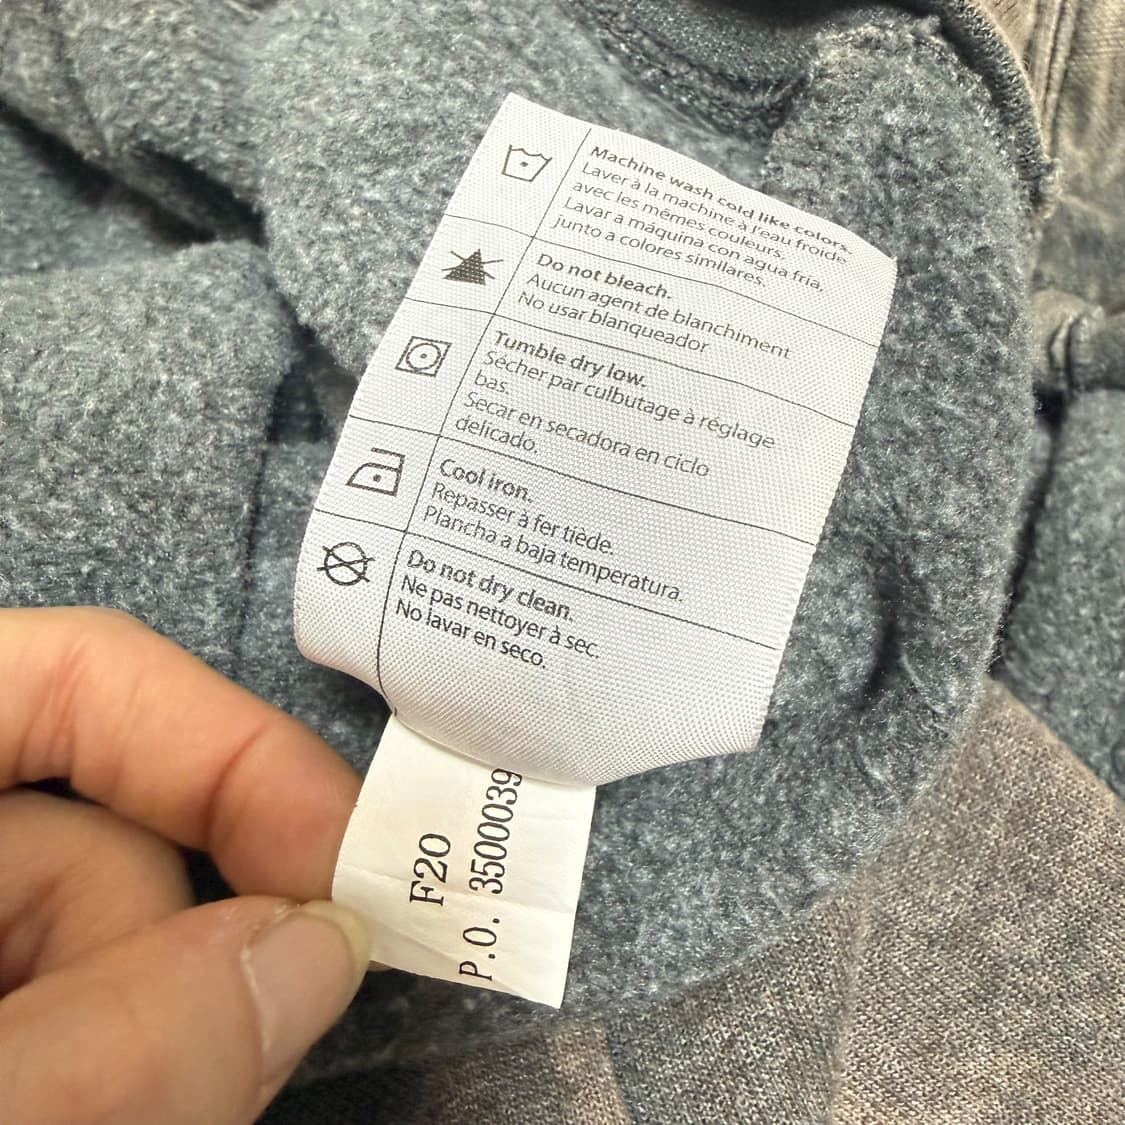 Machine wash cold like colors.
Laver à la machine à l'eau froide
avec les mêmes couleurs.
Lavar a máquina con agua fria,
junto a colores similares.
Do not bleach.
Aucun agent de blanchiment
No usar blanqueador
Tumble dry low.
Sécher par culbutage à réglage
bas.
Secar en secadora en ciclo
delicado.
Cool iron.
Repasser à fer tiède.
Plancha a baja temperatura.
Do not dry clean.
Ne pas nettoyer à sec.
No lavar en seco.
F20
P.O. 3500039